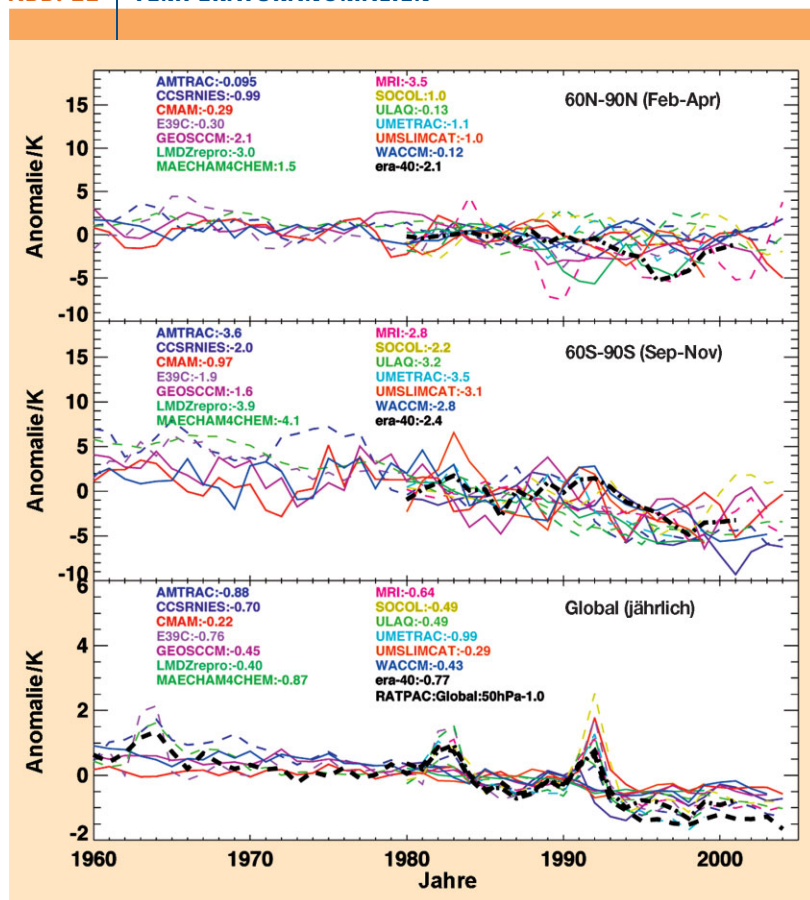 Anomalie/K
15
10
5
0
-5
-10
AMTRAC:-0.095
CCSRNIES:-0.99
CMAM:-0.29
E39C:-0.30
GEOSCCM:-2.1
LMDZrepro:-3.0
MAECHAM4CHEM:1.5
MRI:-3.5
SOCOL:1.0
ULAQ:-0.13
UMETRAC:-1.1
UMSLIMCAT:-1.0
WACCM:-0.12
era-40:-2.1
60N-90N (Feb-Apr)
Anomalie/K
15
10
5
0
-5
-10
AMTRAC:-3.6
CCSRNIES:-2.0
CMAM:-0.97
E39C:-1.9
GEOSCCM:-1.6
LMDZrepro:-3.9
MAECHAM4CHEM:-4.1
MRI:-2.8
SOCOL:-2.2
ULAQ:-3.2
UMETRAC:-3.5
UMSLIMCAT:-3.1
WACCM:-2.8
era-40:-2.4
60S-90S (Sep-Nov)
Anomalie/K
6
4
2
0
-2
AMTRAC:-0.88
CCSRNIES:-0.70
CMAM:-0.22
E39C:-0.76
GEOSCCM:-0.45
LMDZrepro:-0.40
MAECHAM4CHEM:-0.87
MRI:-0.64
SOCOL:-0.49
ULAQ:-0.49
UMETRAC:-0.99
UMSLIMCAT:-0.29
WACCM:-0.43
era-40:-0.77
RATPAC:Global:50hPa-1.0
Global (jährlich)
1960 1970 1980 1990 2000
Jahre